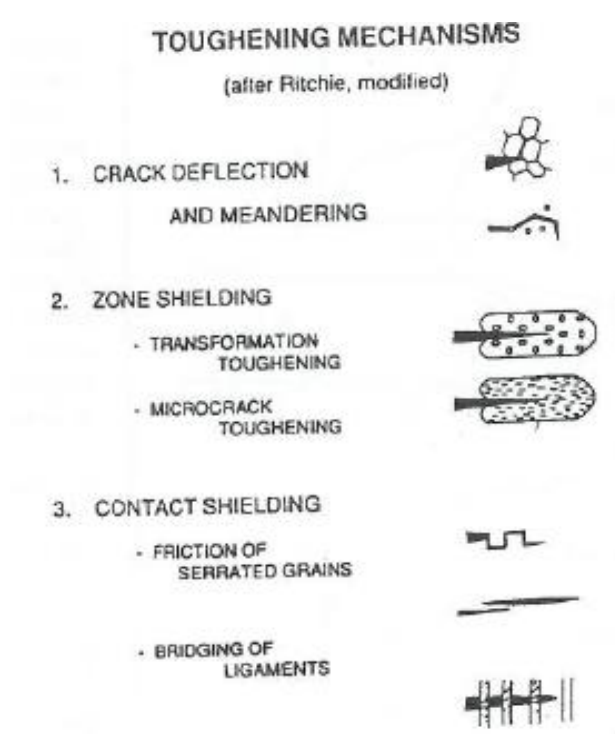 TOUGHENING MECHANISMS
(after Ritchie, modified)
1. CRACK DEFLECTION
AND MEANDERING
2. ZONE SHIELDING
- TRANSFORMATION
TOUGHENING
- MICROCRACK
TOUGHENING
3. CONTACT SHIELDING
- FRICTION OF
SERRATED GRAINS
- BRIDGING OF
LIGAMENTS